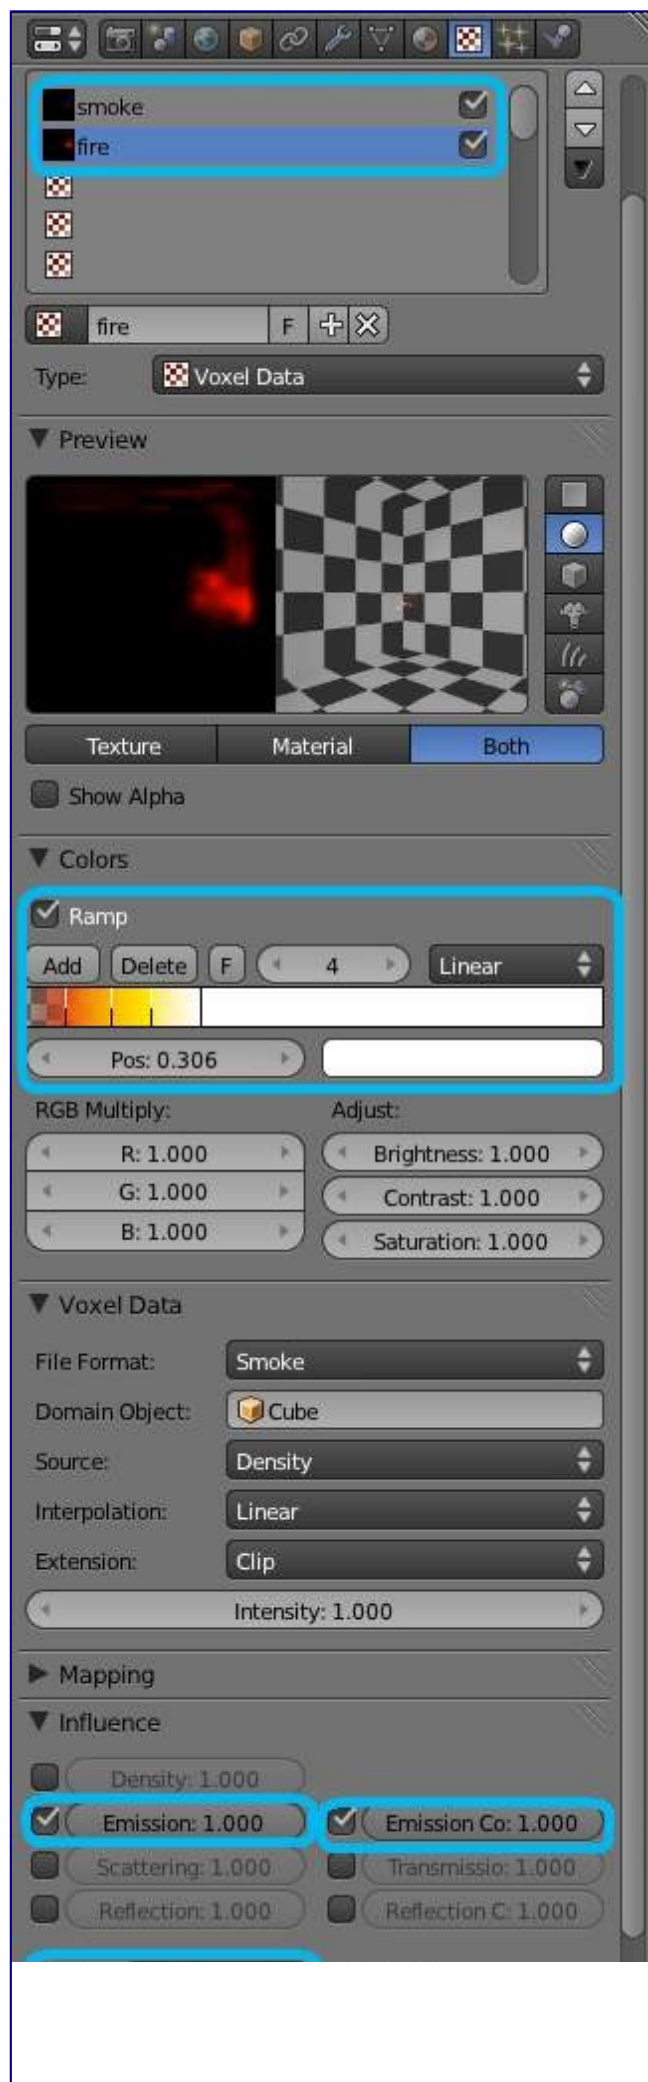 smoke
fire
fire F
Type: Voxel Data
Preview
Texture Material Both
Show Alpha
Colors
Ramp
Add Delete F 4 Linear
Pos: 0.306
RGB Multiply: Adjust:
R: 1.000 Brightness: 1.000
G: 1.000 Contrast: 1.000
B: 1.000 Saturation: 1.000
Voxel Data
File Format: Smoke
Domain Object: Cube
Source: Density
Interpolation: Linear
Extension: Clip
Intensity: 1.000
Mapping
Influence
Density: 1.000
Emission: 1.000 Emission Co: 1.000
Scattering: 1.000 Transmissio: 1.000
Reflection: 1.000 Reflection C: 1.000